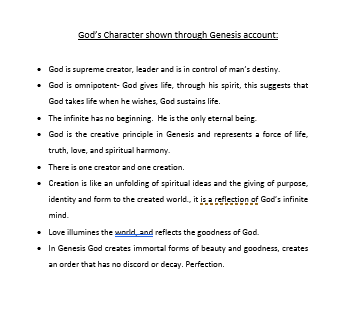 God's Character shown through Genesis account:
• God is supreme creator, leader and is in control of man's destiny.
• God is omnipotent- God gives life, through his spirit, this suggests that
God takes life when he wishes, God sustains life.
• The infinite has no beginning.  He is the only eternal being.
• God is the creative principle in Genesis and represents a force of life,
truth, love, and spiritual harmony.
• There is one creator and one creation.
• Creation is like an unfolding of spiritual ideas and the giving of purpose,
identity and form to the created world., it is a reflection of God's infinite
mind.
• Love illumines the world, and reflects the goodness of God.
• In Genesis God creates immortal forms of beauty and goodness, creates
an order that has no discord or decay. Perfection.